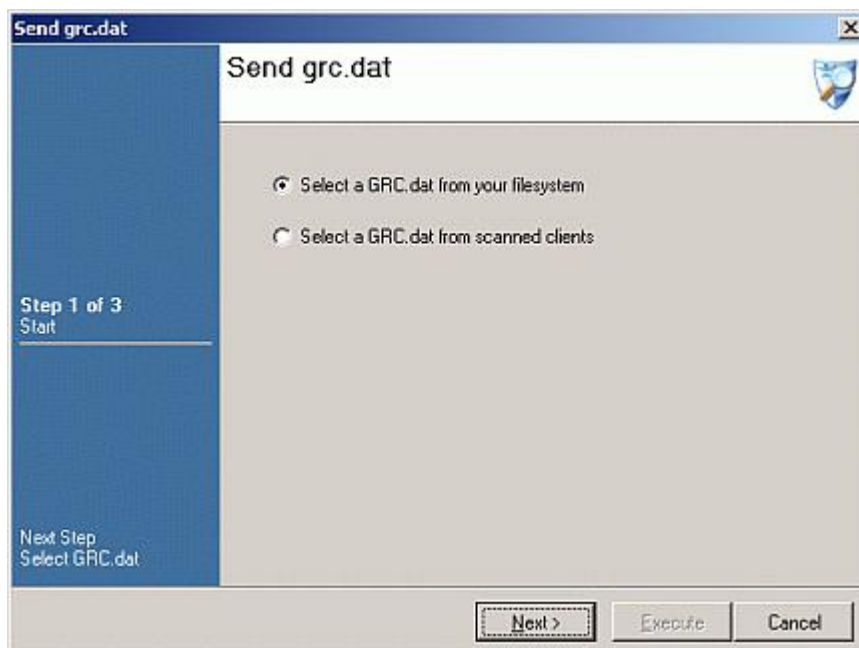 Send grc.dat
Send grc.dat
Select a GRC.dat from your filesystem
Select a GRC.dat from scanned clients
Step 1 of 3
Start
Next Step
Select GRC.dat
Next >
Execute
Cancel